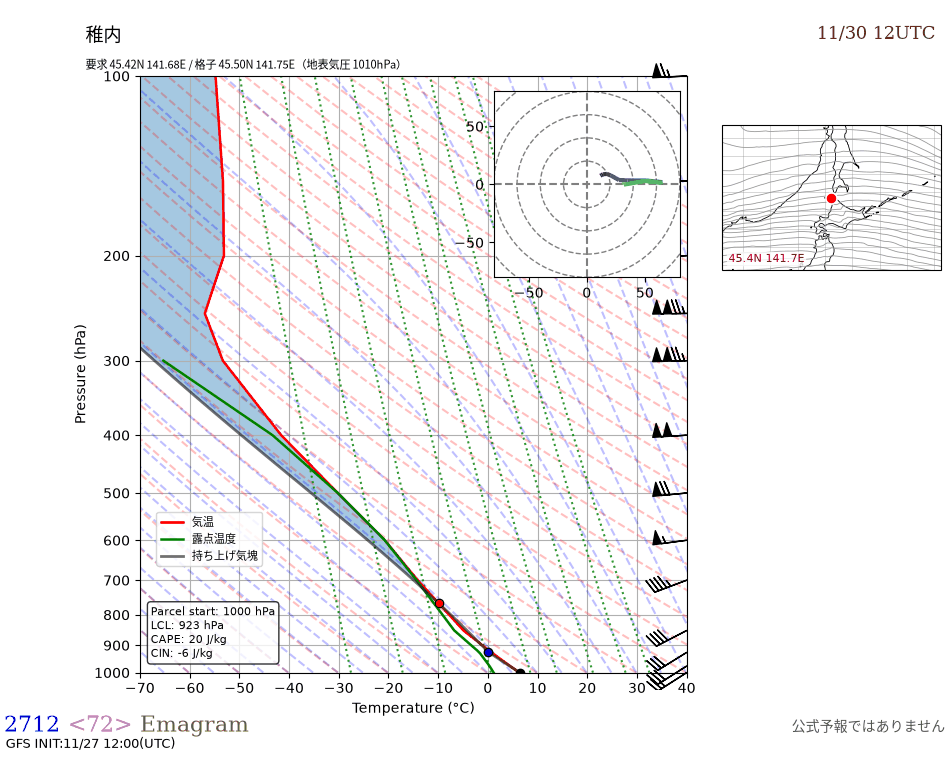 稚内
11/30 12UTC
要求 45.42N 141.68E / 格子 45.50N 141.75E（地表気圧 1010hPa）
100
200
300
400
500
600
700
800
900
1000
Pressure (hPa)
−70 −60 −50 −40 −30 −20 −10 0 10 20 30 40
Temperature (°C)
50
0
−50
−50 0 50
45.4N 141.7E
気温
露点温度
持ち上げ気塊
Parcel start: 1000 hPa
LCL: 923 hPa
CAPE: 20 J/kg
CIN: -6 J/kg
2712 <72> Emagram
GFS INIT:11/27 12:00(UTC)
公式予報ではありません